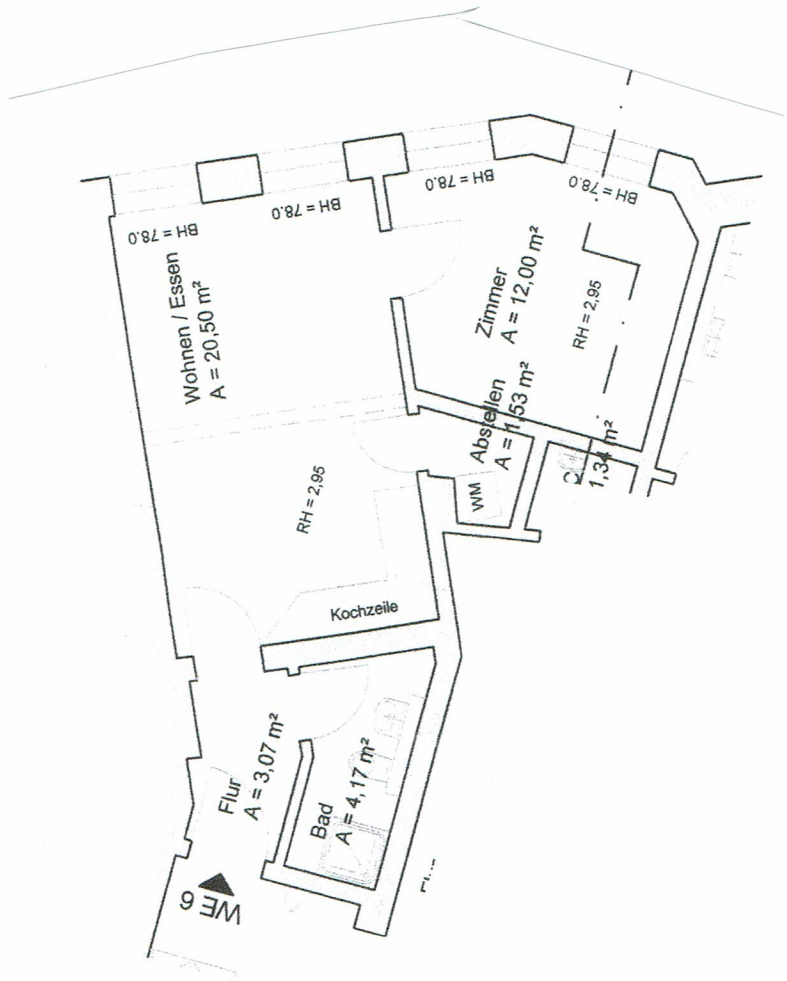 BH = 78.0
BH = 78.0
BH = 78.0
BH = 78.0
Wohnen / Essen
A = 20,50 m²
Zimmer
A = 12,00 m²
RH = 2,95
Abstellen
A = 1,53 m²
1,34 m²
WM
RH = 2,95
Kochzeile
Flur
A = 3,07 m²
Bad
A = 4,17 m²
WE 6